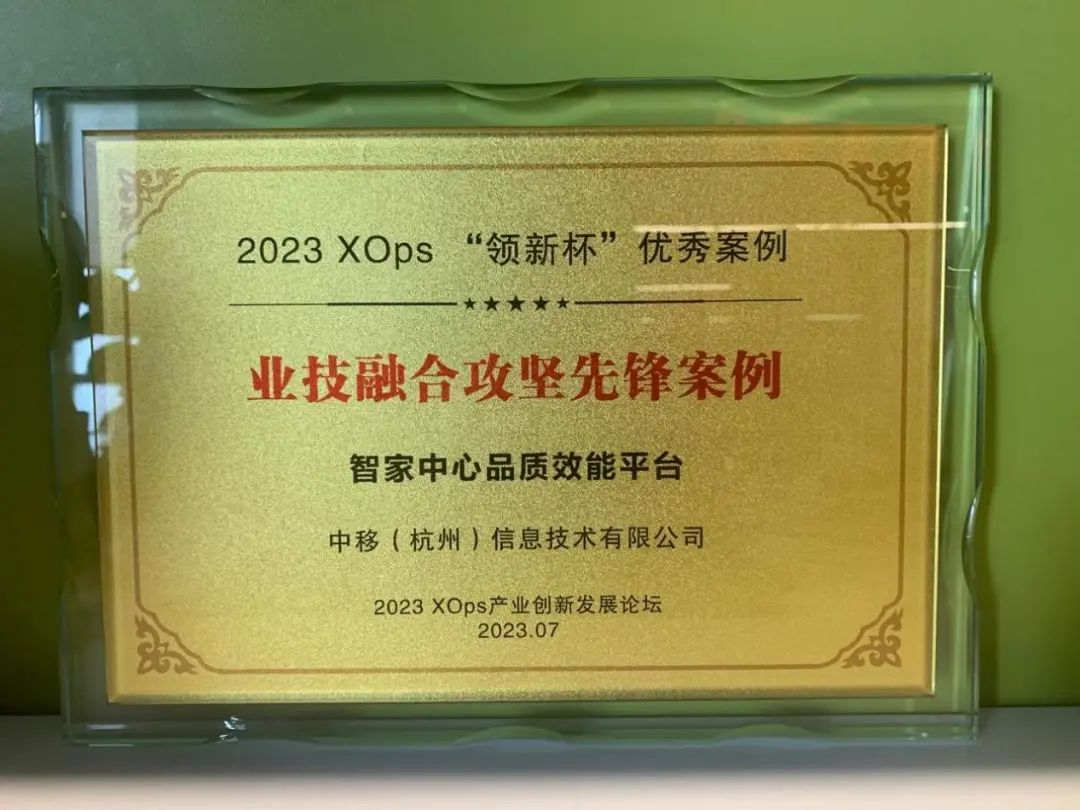 2023 XOps “领新杯”优秀案例
业技融合攻坚先锋案例
智家中心品质效能平台
中移（杭州）信息技术有限公司
2023 XOps产业创新发展论坛
2023.07